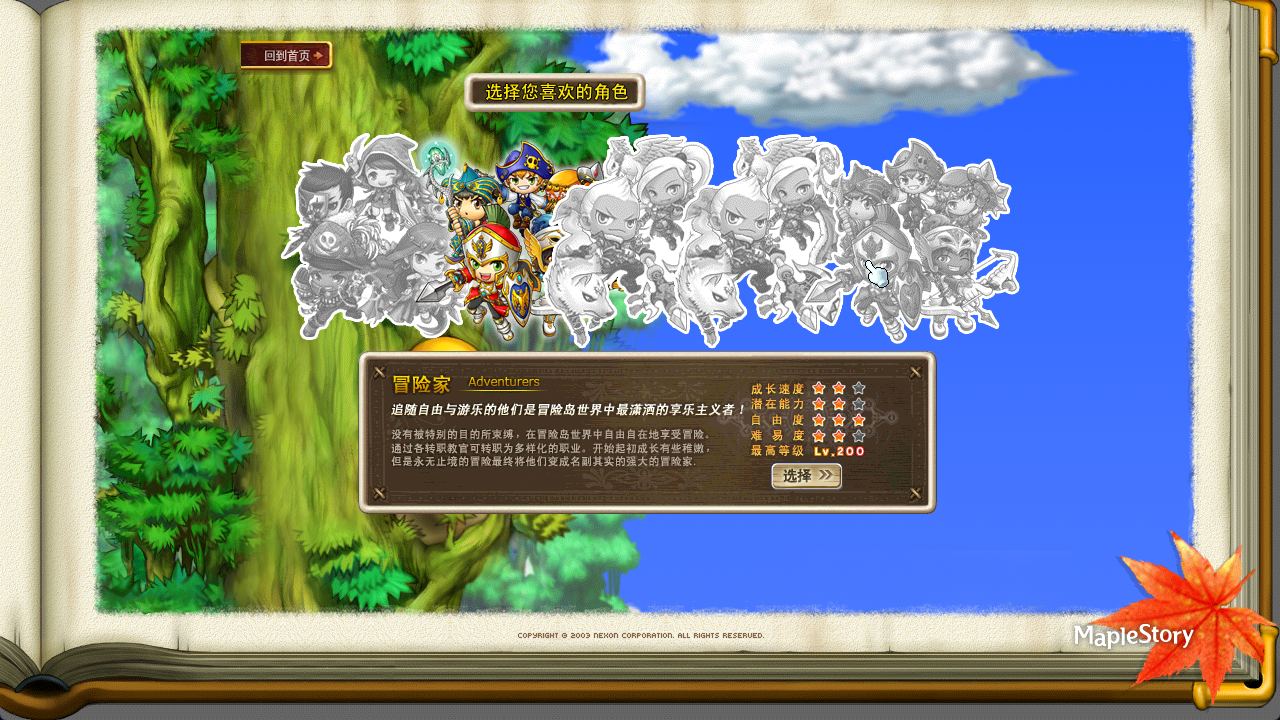 回到首页
选择您喜欢的角色
冒险家 Adventurers
追随自由与游乐的他们是冒险岛世界中最潇洒的享乐主义者！
没有被特别的目的所束缚，在冒险岛世界中自由自在地享受冒险。
通过各转职教官可转职为多样化的职业。开始起初成长有些稚嫩，
但是永无止境的冒险最终将他们变成名副其实的强大的冒险家.
成长速度
潜在能力
自由度
难易度
最高等级 Lv.200
选择
COPYRIGHT @ 2003 NEXON CORPORATION. ALL RIGHTS RESERVED.
MapleStory